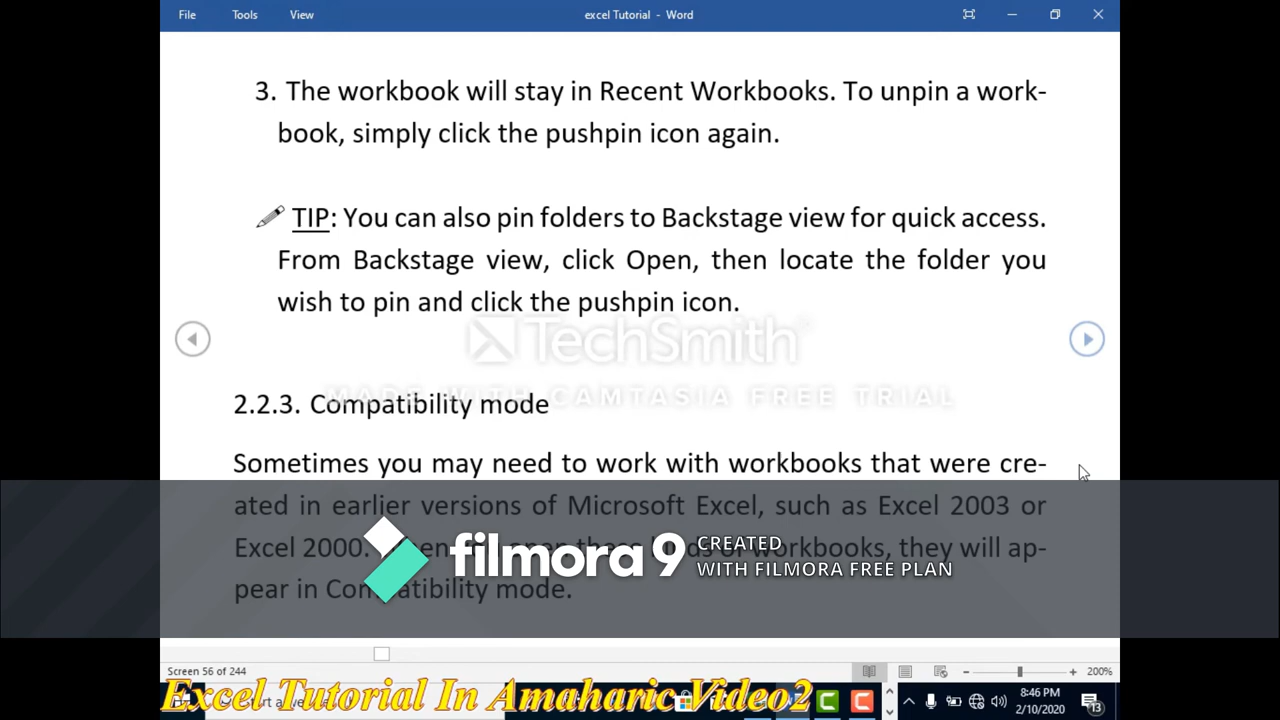 File Tools View excel Tutorial - Word
3. The workbook will stay in Recent Workbooks. To unpin a work-
book, simply click the pushpin icon again.
TIP: You can also pin folders to Backstage view for quick access.
From Backstage view, click Open, then locate the folder you
wish to pin and click the pushpin icon.
TechSmith
MADE WITH CAMTASIA FREE TRIAL
2.2.3. Compatibility mode
Sometimes you may need to work with workbooks that were cre-
ated in earlier versions of Microsoft Excel, such as Excel 2003 or
Excel 2000. workbooks, they will ap-
pear in Compatibility mode.
filmora 9 CREATED
WITH FILMORA FREE PLAN
Screen 56 of 244 200%
Excel Tutorial In Amaharic Video2
8:46 PM
2/10/2020
13